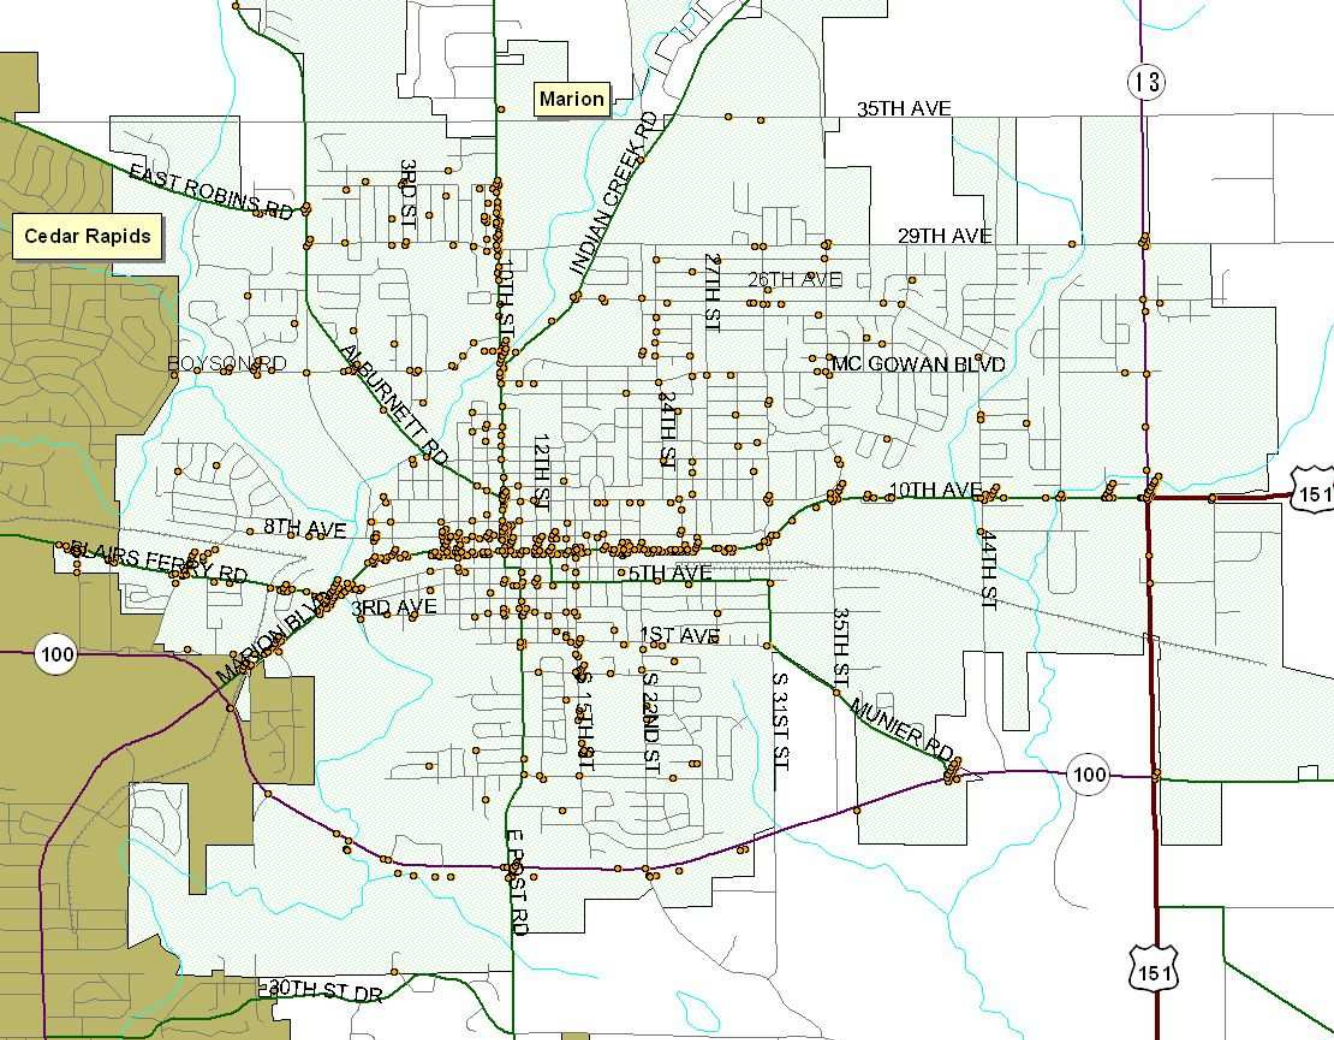 13
Marion
35TH AVE
3RD ST
INDIAN CREEK RD
EAST ROBINS RD
Cedar Rapids
29TH AVE
27TH ST
26TH AVE
10TH ST
BOYSON RD
ALBURNETT RD
MC GOWAN BLVD
24TH ST
12TH ST
10TH AVE
151
8TH AVE
BLAIRS FERRY RD
5TH AVE
44TH ST
3RD AVE
MARION BLVD
1ST AVE
35TH ST
100
S 15TH ST
S 22ND ST
S 31ST ST
MUNIER RD
100
E POST RD
151
30TH ST DR